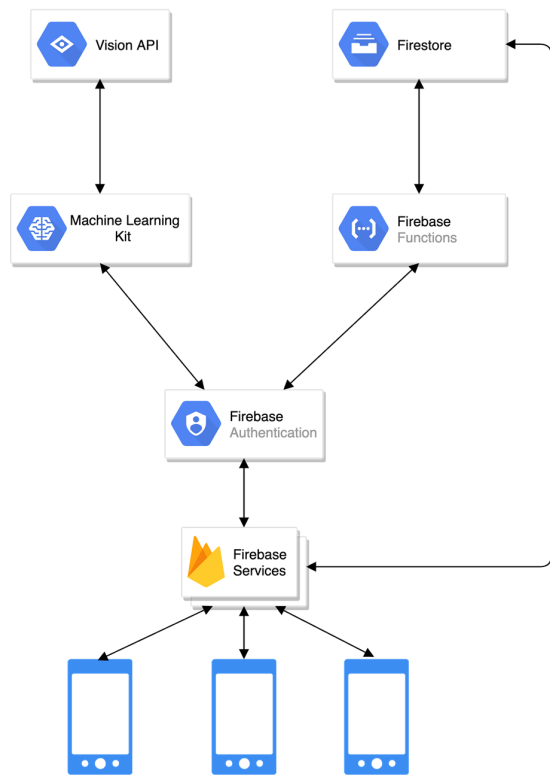 Vision API
Firestore
Machine Learning
Kit
Firebase
Functions
Firebase
Authentication
Firebase
Services